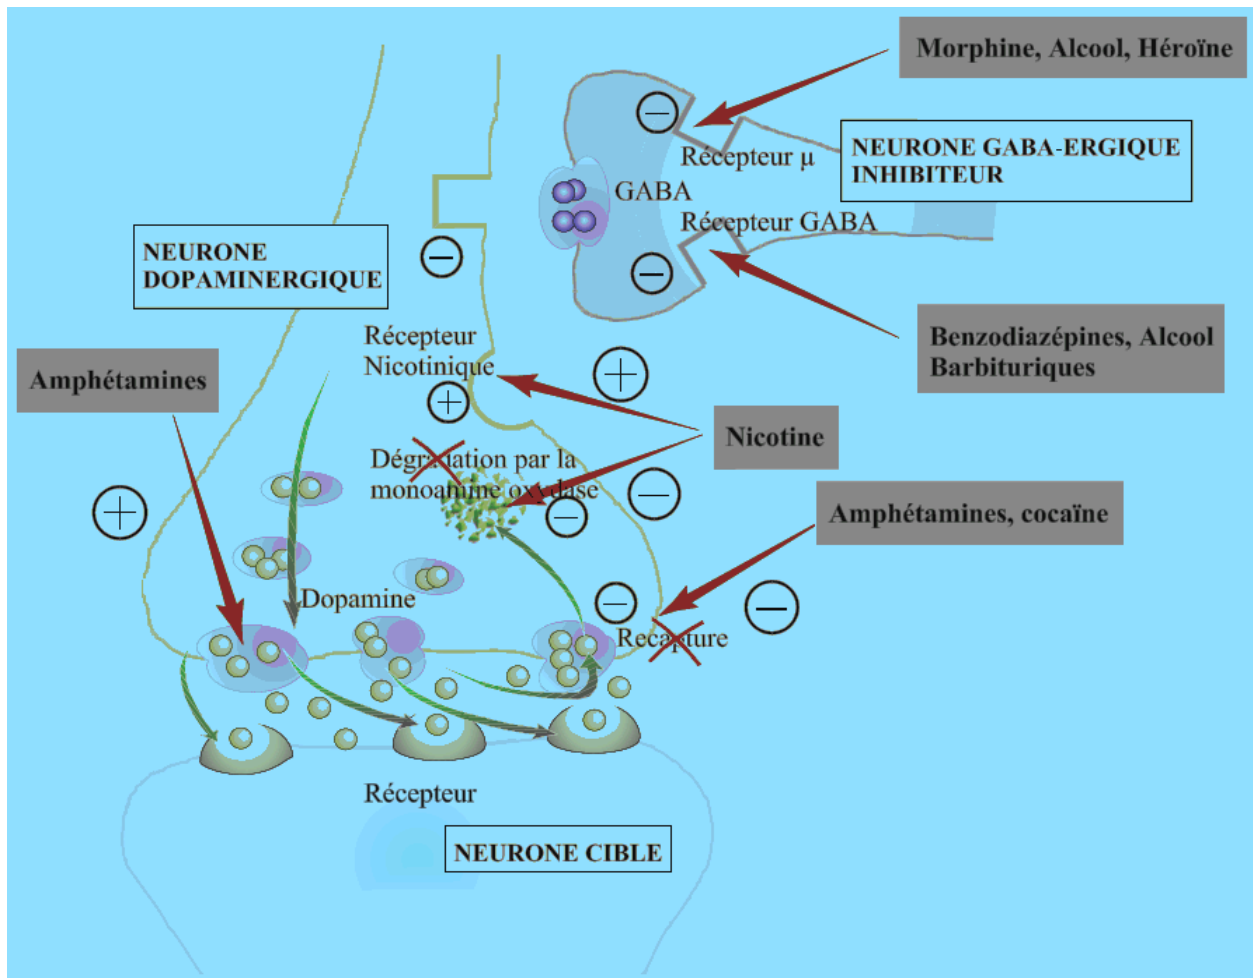 Morphine, Alcool, Héroïne
Récepteur μ
NEURONE GABA-ERGIQUE
INHIBITEUR
GABA
Récepteur GABA
NEURONE
DOPAMINERGIQUE
Benzodiazépines, Alcool
Barbituriques
Récepteur
Nicotinique
Amphétamines
Nicotine
Dégradation par la
monoamine oxydase
Amphétamines, cocaïne
Dopamine
Recapture
Récepteur
NEURONE CIBLE